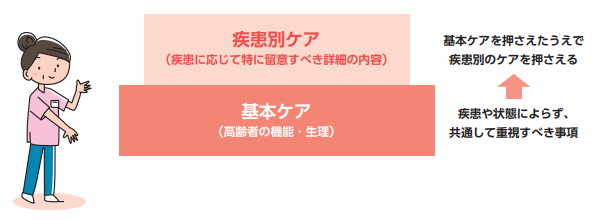 疾患別ケア
（疾患に応じて特に留意すべき詳細の内容）
基本ケア
（高齢者の機能・生理）
基本ケアを押さえたうえで
疾患別のケアを押さえる
疾患や状態によらず、
共通して重視すべき事項